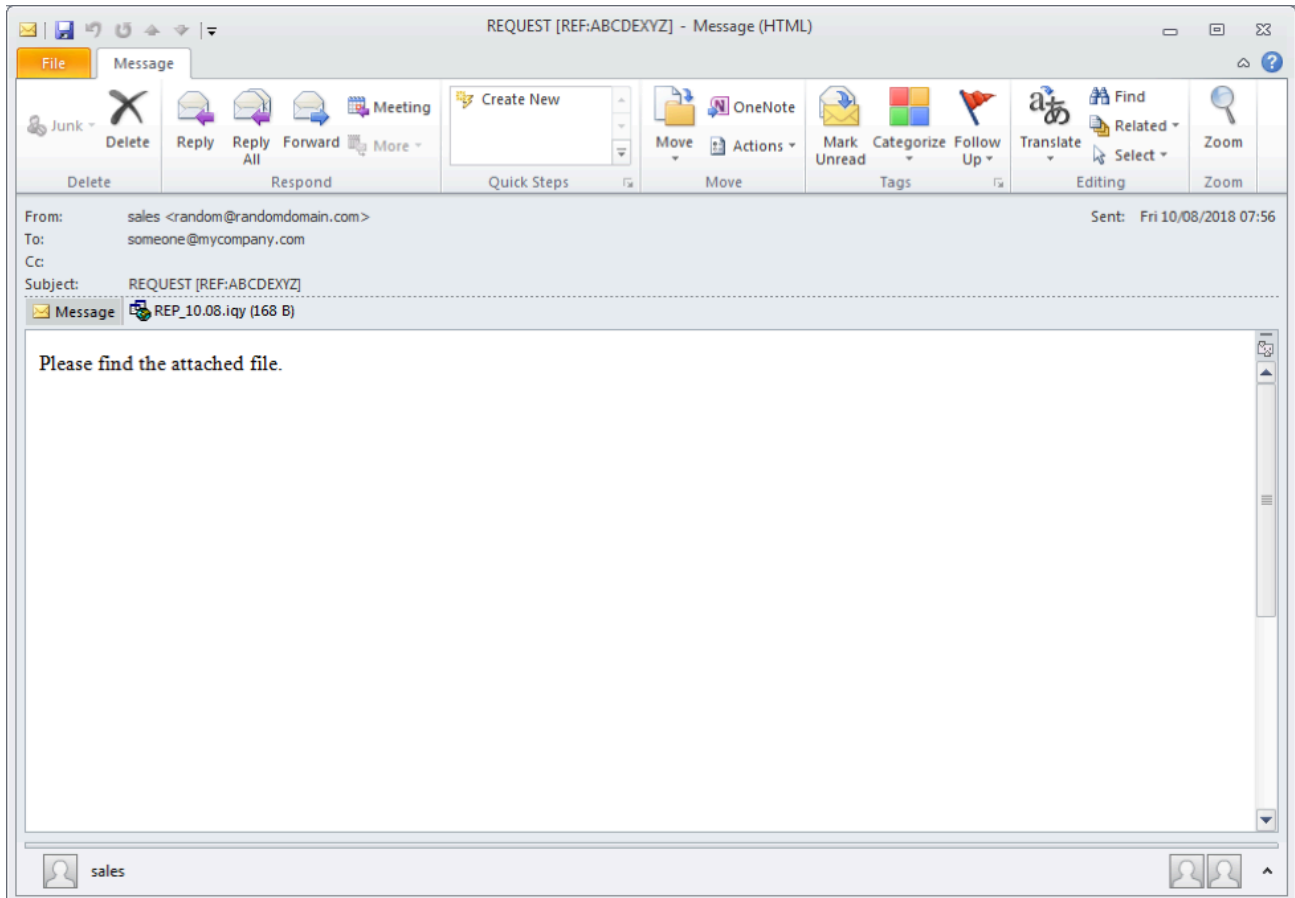 REQUEST [REF:ABCDEXYZ] - Message (HTML)
File Message
Junk
Delete
Reply
Reply All
Forward
Meeting
More
Create New
Move
OneNote
Actions
Mark Unread
Categorize
Follow Up
Translate
Find
Related
Select
Zoom
Delete Respond Quick Steps Move Tags Editing Zoom
From: sales <random@randomdomain.com> Sent: Fri 10/08/2018 07:56
To: someone@mycompany.com
Cc:
Subject: REQUEST [REF:ABCDEXYZ]
Message REP_10.08.iqy (168 B)
Please find the attached file.
sales